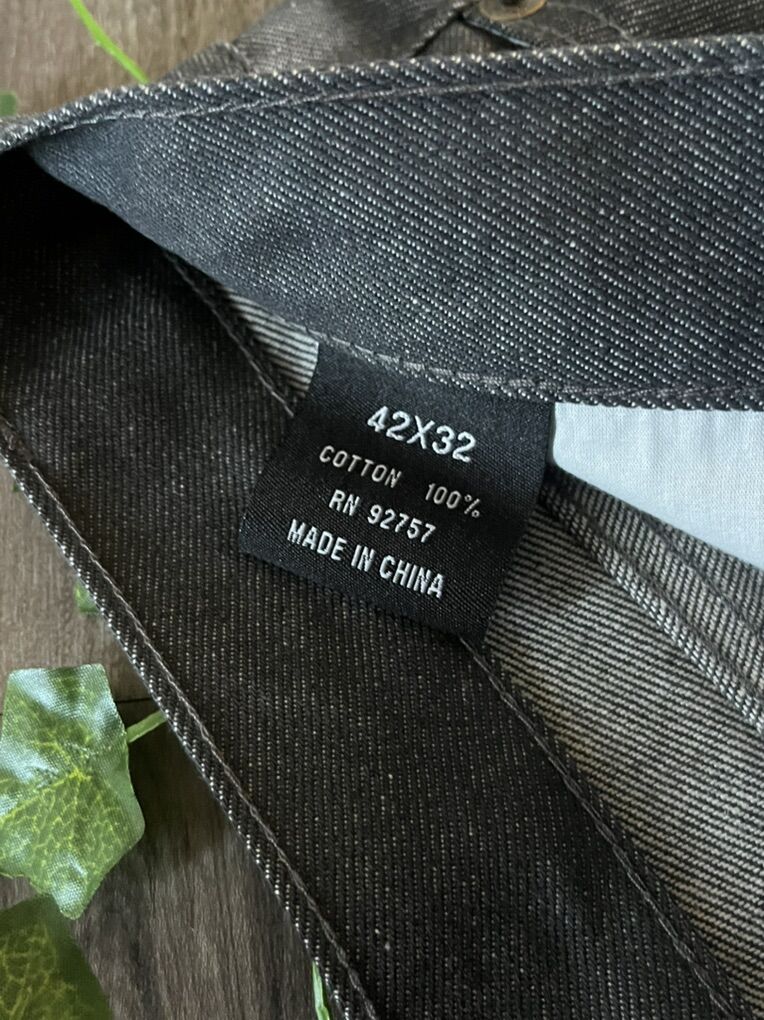 42X32
COTTON 100%
RN 92757
MADE IN CHINA